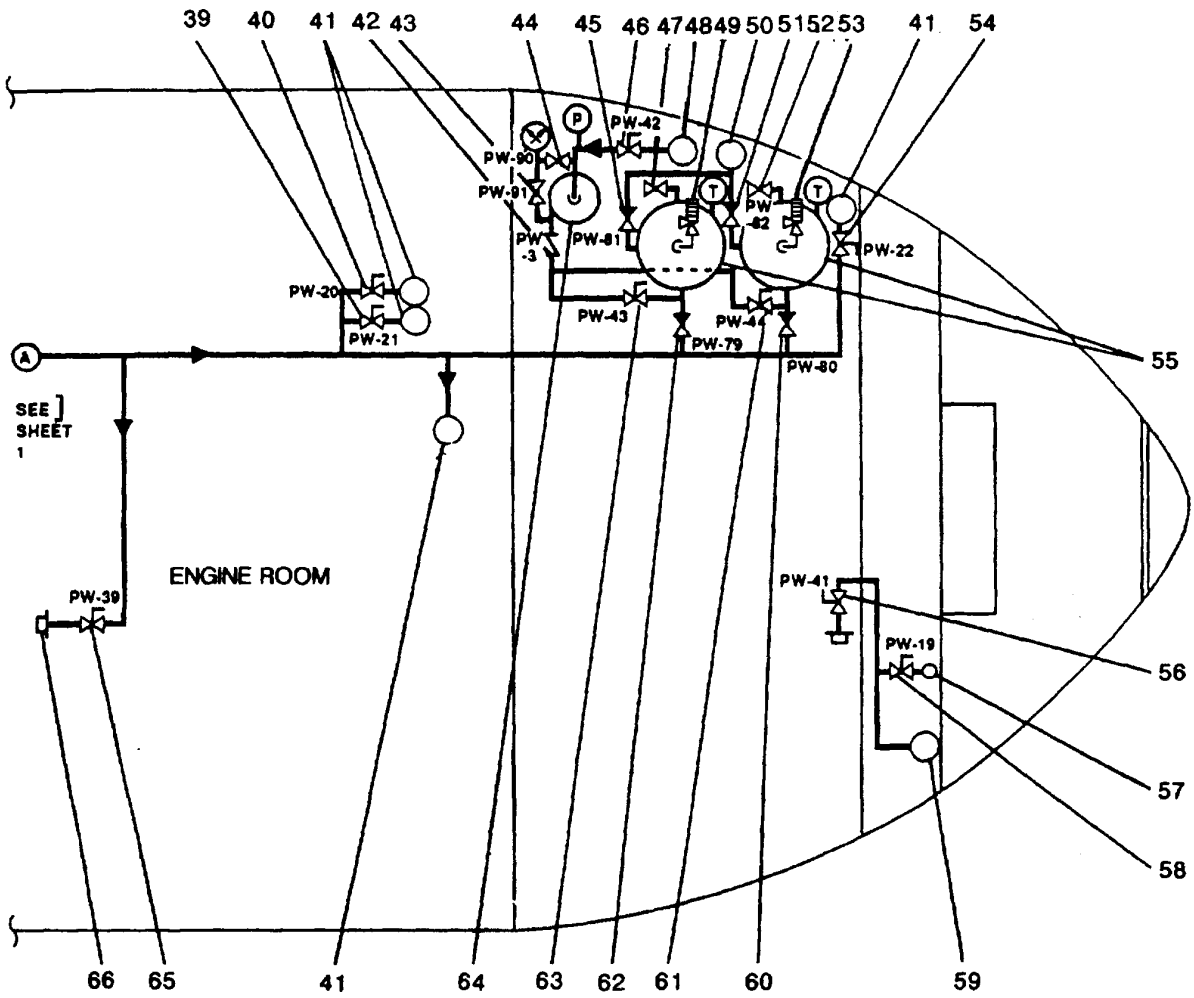 39 40 41 42 43 44 45 46 47 48 49 50 51 52 53 41 54
P
PW-42
PW-90
PW-91
T
T
PW
-82
PW
-3
PW-81
PW-22
PW-20
PW-21
PW-43
PW-44
PW-79
PW-80
A
55
SEE
SHEET
1
ENGINE ROOM
PW-39
PW-41
PW-19
56
57
58
66 65 41 64 63 62 61 60 59